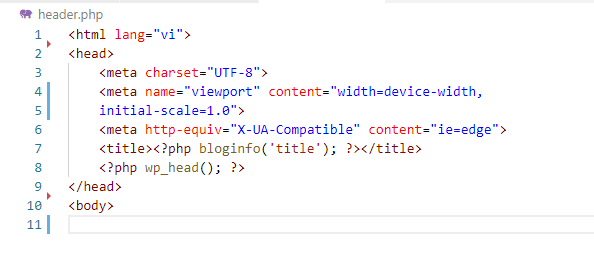 header.php
1 <html lang="vi">
2 <head>
3 <meta charset="UTF-8">
4 <meta name="viewport" content="width=device-width,
5 initial-scale=1.0">
6 <meta http-equiv="X-UA-Compatible" content="ie=edge">
7 <title><?php bloginfo('title'); ?></title>
8 <?php wp_head(); ?>
9 </head>
10 <body>
11